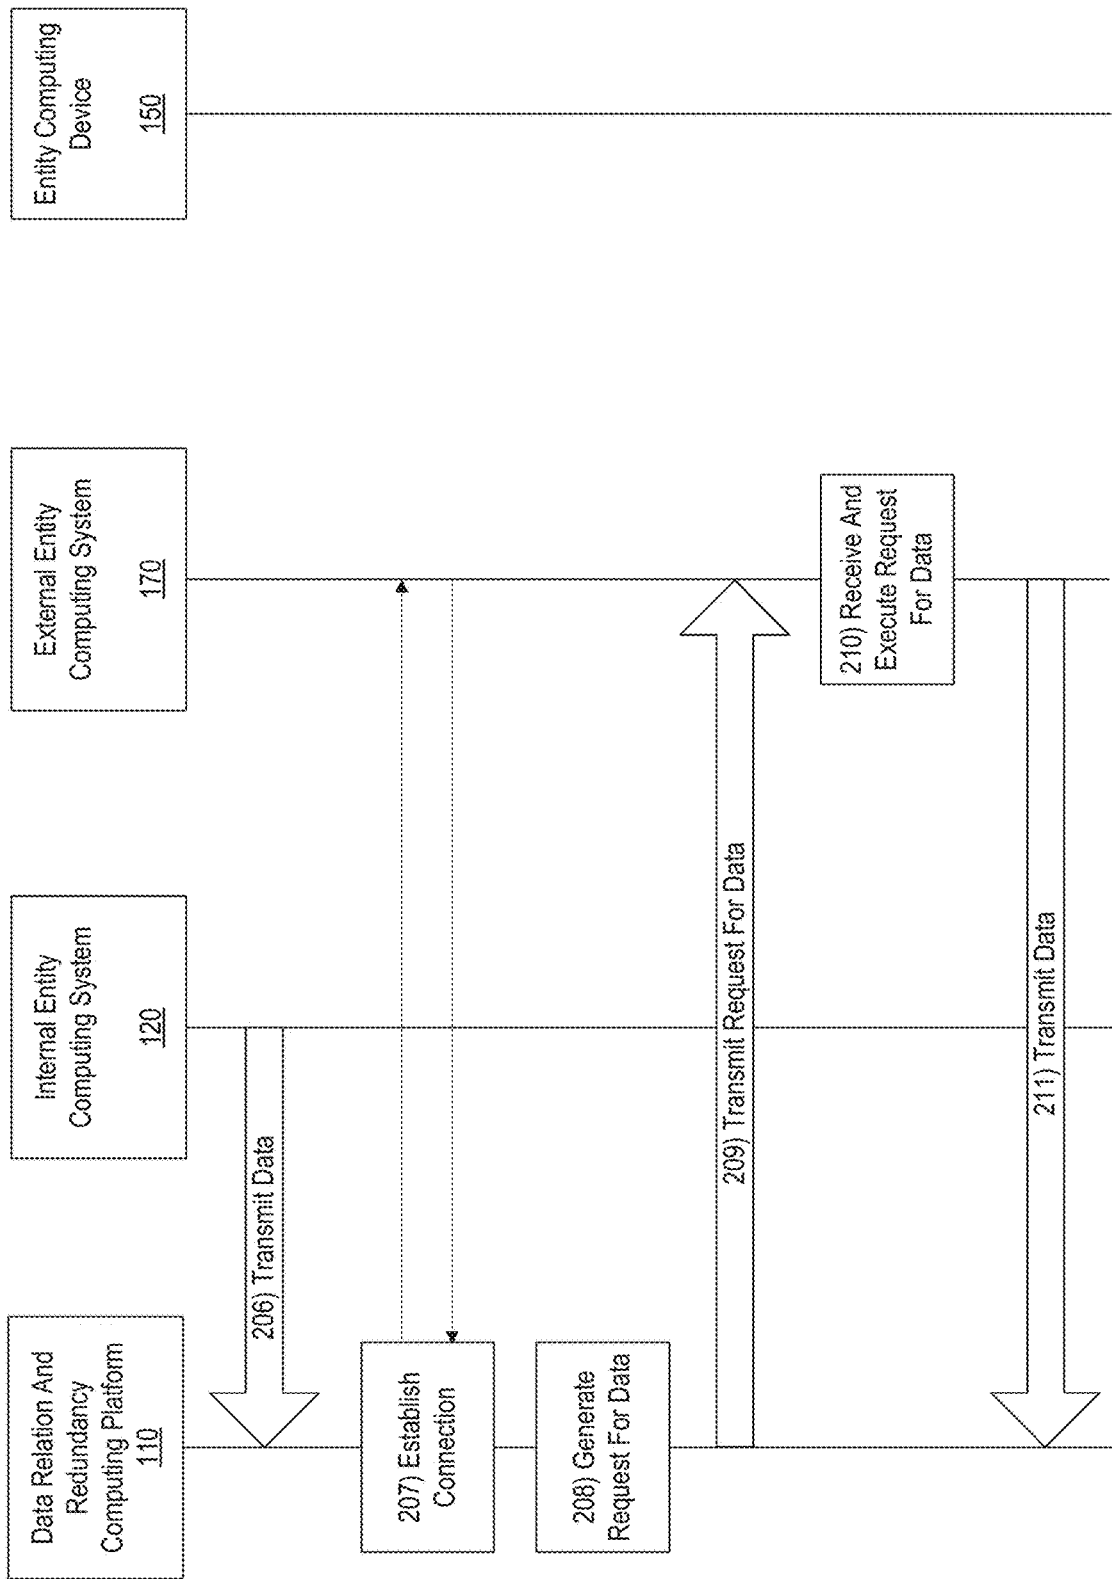 Data Relation And
Redundancy
Computing Platform
110
Internal Entity
Computing System
120
External Entity
Computing System
170
Entity Computing
Device
150
206) Transmit Data
207) Establish
Connection
208) Generate
Request For Data
209) Transmit Request For Data
210) Receive And
Execute Request
For Data
211) Transmit Data